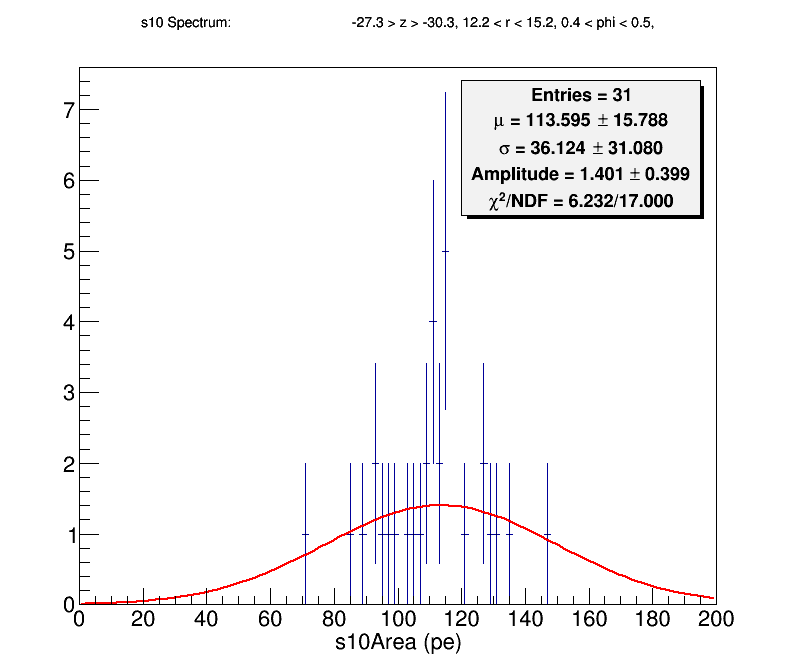 s10 Spectrum: -27.3 > z > -30.3, 12.2 < r < 15.2, 0.4 < phi < 0.5,
Entries = 31
μ = 113.595 ± 15.788
σ = 36.124 ± 31.080
Amplitude = 1.401 ± 0.399
χ²/NDF = 6.232/17.000
7
6
5
4
3
2
1
0
0 20 40 60 80 100 120 140 160 180 200
s10Area (pe)